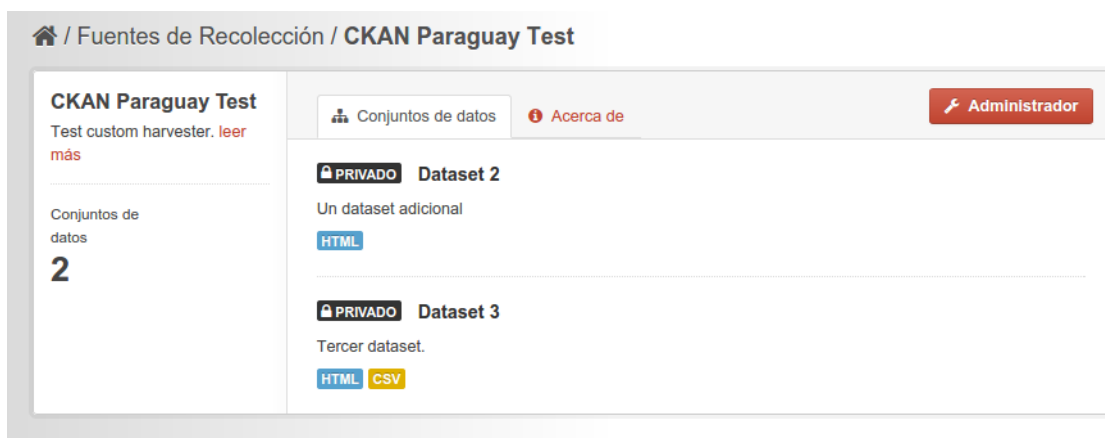 / Fuentes de Recolección / CKAN Paraguay Test
CKAN Paraguay Test
Test custom harvester. leer
más
Conjuntos de
datos
2
Conjuntos de datos
Acerca de
Administrador
PRIVADO Dataset 2
Un dataset adicional
HTML
PRIVADO Dataset 3
Tercer dataset.
HTML CSV